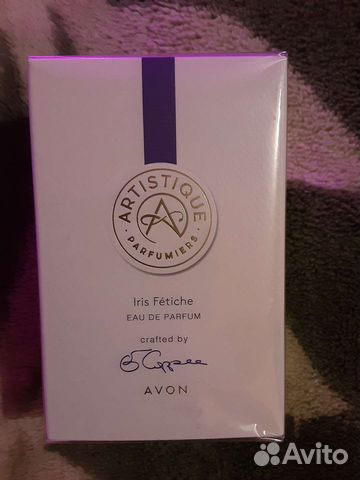 ARTISTIQUE
PARFUMIERS
Iris Fétiche
EAU DE PARFUM
crafted by
AVON
Avito